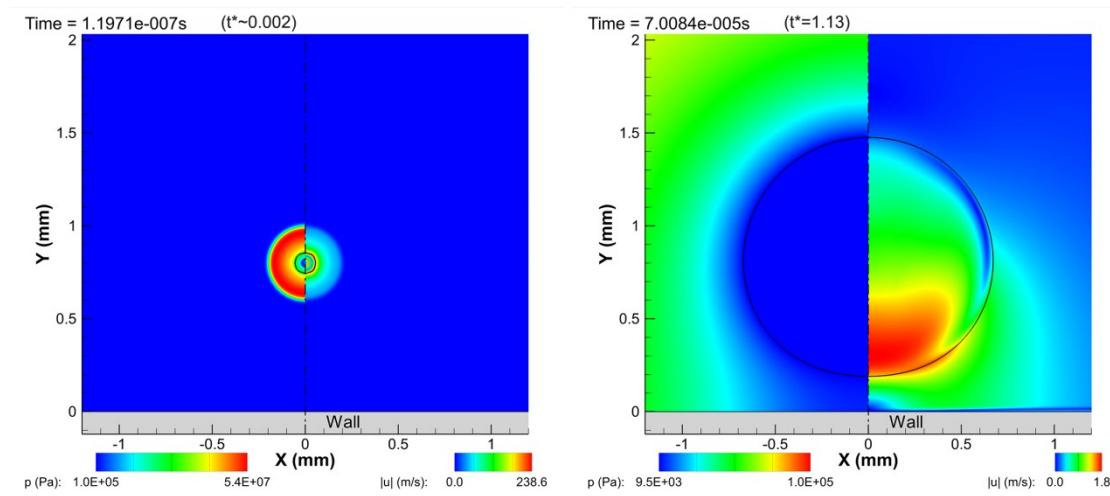 Time = 1.1971e-007s (t*~0.002)
2
1.5
1
0.5
0
Y (mm)
Wall
-1 -0.5 0 0.5 1
X (mm)
p (Pa): 1.0E+05 5.4E+07 |u| (m/s): 0.0 238.6
Time = 7.0084e-005s (t*=1.13)
2
1.5
1
0.5
0
Y (mm)
Wall
-1 -0.5 0 0.5 1
X (mm)
p (Pa): 9.5E+03 1.0E+05 |u| (m/s): 0.0 1.8